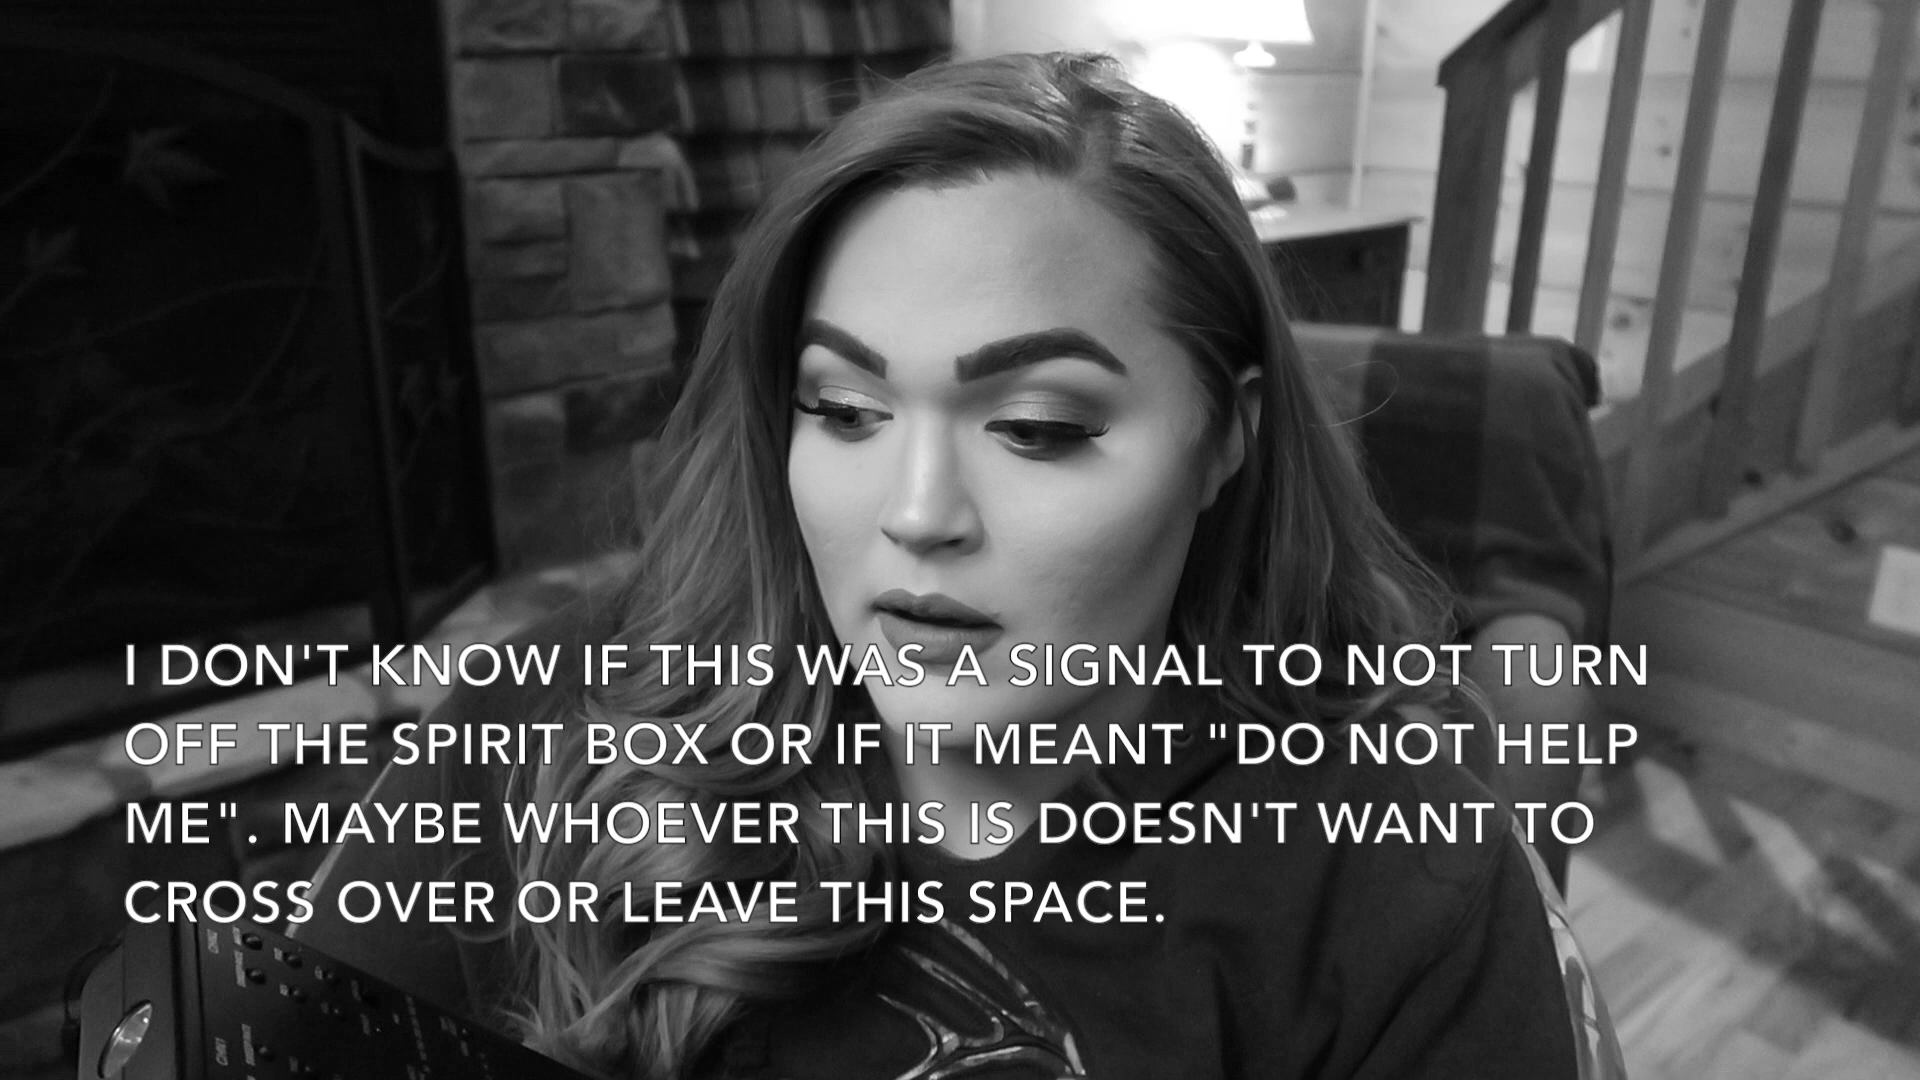 I DON'T KNOW IF THIS WAS A SIGNAL TO NOT TURN
OFF THE SPIRIT BOX OR IF IT MEANT "DO NOT HELP
ME". MAYBE WHOEVER THIS IS DOESN'T WANT TO
CROSS OVER OR LEAVE THIS SPACE.